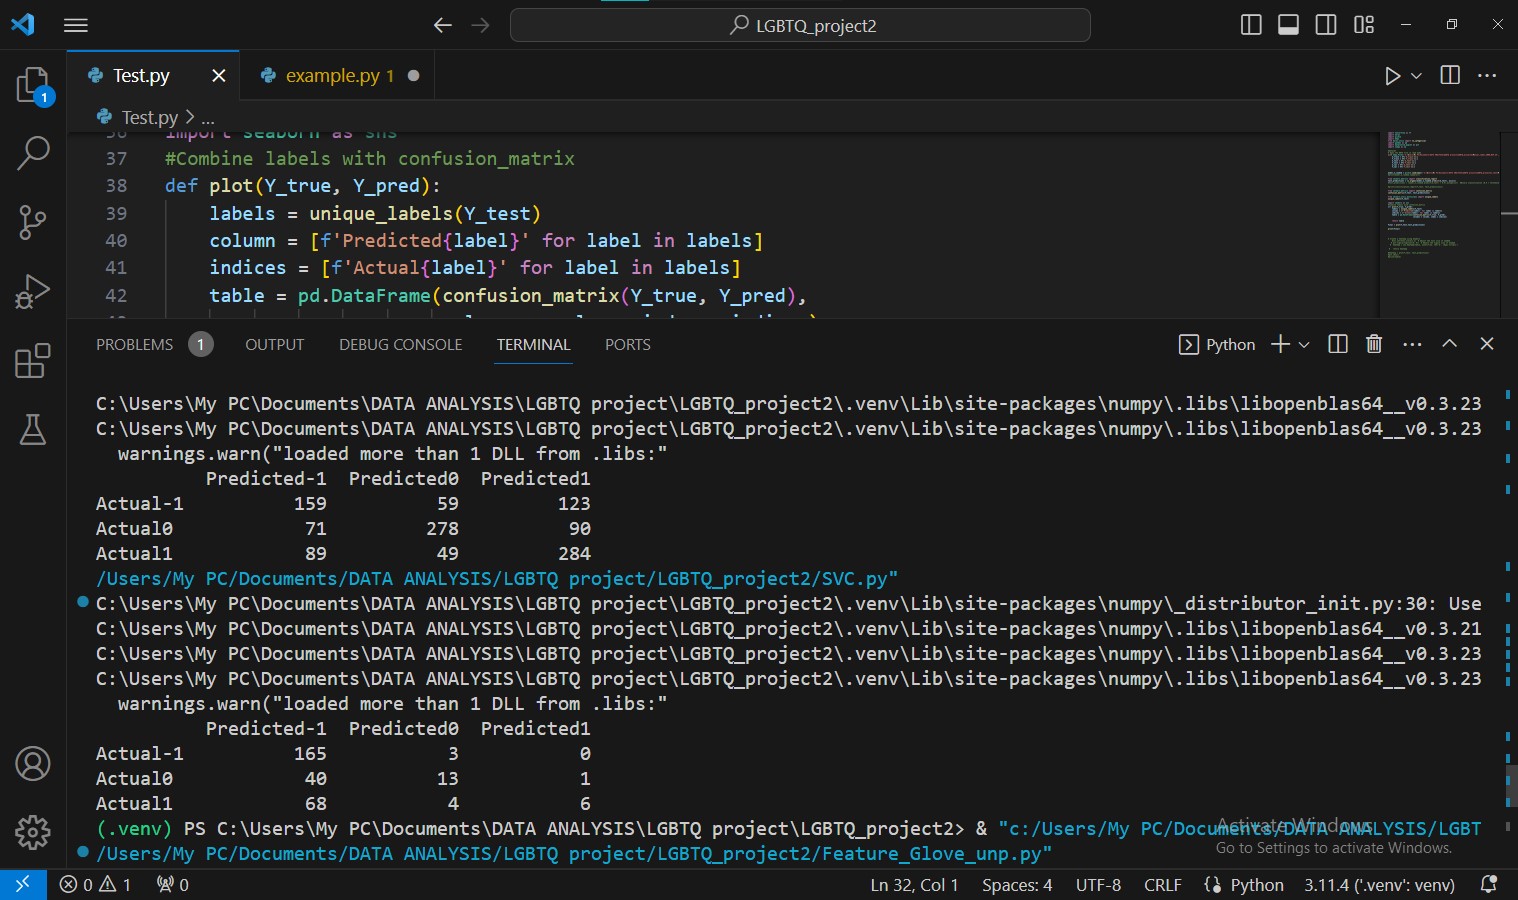 LGBTQ_project2
Test.py
example.py 1
Test.py > ...
36 import seaborn as sns
37 #Combine labels with confusion_matrix
38 def plot(Y_true, Y_pred):
39 labels = unique_labels(Y_test)
40 column = [f'Predicted{label}' for label in labels]
41 indices = [f'Actual{label}' for label in labels]
42 table = pd.DataFrame(confusion_matrix(Y_true, Y_pred),
1
PROBLEMS 1 OUTPUT DEBUG CONSOLE TERMINAL PORTS Python
C:\Users\My PC\Documents\DATA ANALYSIS\LGBTQ project\LGBTQ_project2\.venv\Lib\site-packages\numpy\.libs\libopenblas64__v0.3.23
C:\Users\My PC\Documents\DATA ANALYSIS\LGBTQ project\LGBTQ_project2\.venv\Lib\site-packages\numpy\.libs\libopenblas64__v0.3.23
warnings.warn("loaded more than 1 DLL from .libs:"
Predicted-1 Predicted0 Predicted1
Actual-1 159 59 123
Actual0 71 278 90
Actual1 89 49 284
/Users/My PC/Documents/DATA ANALYSIS/LGBTQ project/LGBTQ_project2/SVC.py"
C:\Users\My PC\Documents\DATA ANALYSIS\LGBTQ project\LGBTQ_project2\.venv\Lib\site-packages\numpy\_distributor_init.py:30: Use
C:\Users\My PC\Documents\DATA ANALYSIS\LGBTQ project\LGBTQ_project2\.venv\Lib\site-packages\numpy\.libs\libopenblas64__v0.3.21
C:\Users\My PC\Documents\DATA ANALYSIS\LGBTQ project\LGBTQ_project2\.venv\Lib\site-packages\numpy\.libs\libopenblas64__v0.3.23
C:\Users\My PC\Documents\DATA ANALYSIS\LGBTQ project\LGBTQ_project2\.venv\Lib\site-packages\numpy\.libs\libopenblas64__v0.3.23
warnings.warn("loaded more than 1 DLL from .libs:"
Predicted-1 Predicted0 Predicted1
Actual-1 165 3 0
Actual0 40 13 1
Actual1 68 4 6
(.venv) PS C:\Users\My PC\Documents\DATA ANALYSIS\LGBTQ project\LGBTQ_project2> & "c:/Users/My PC/Documents/DATA ANALYSIS/LGBT
/Users/My PC/Documents/DATA ANALYSIS/LGBTQ project/LGBTQ_project2/Feature_Glove_unp.py"
Activate Windows
Go to Settings to activate Windows.
0 1 0 Ln 32, Col 1 Spaces: 4 UTF-8 CRLF Python 3.11.4 ('.venv': venv)